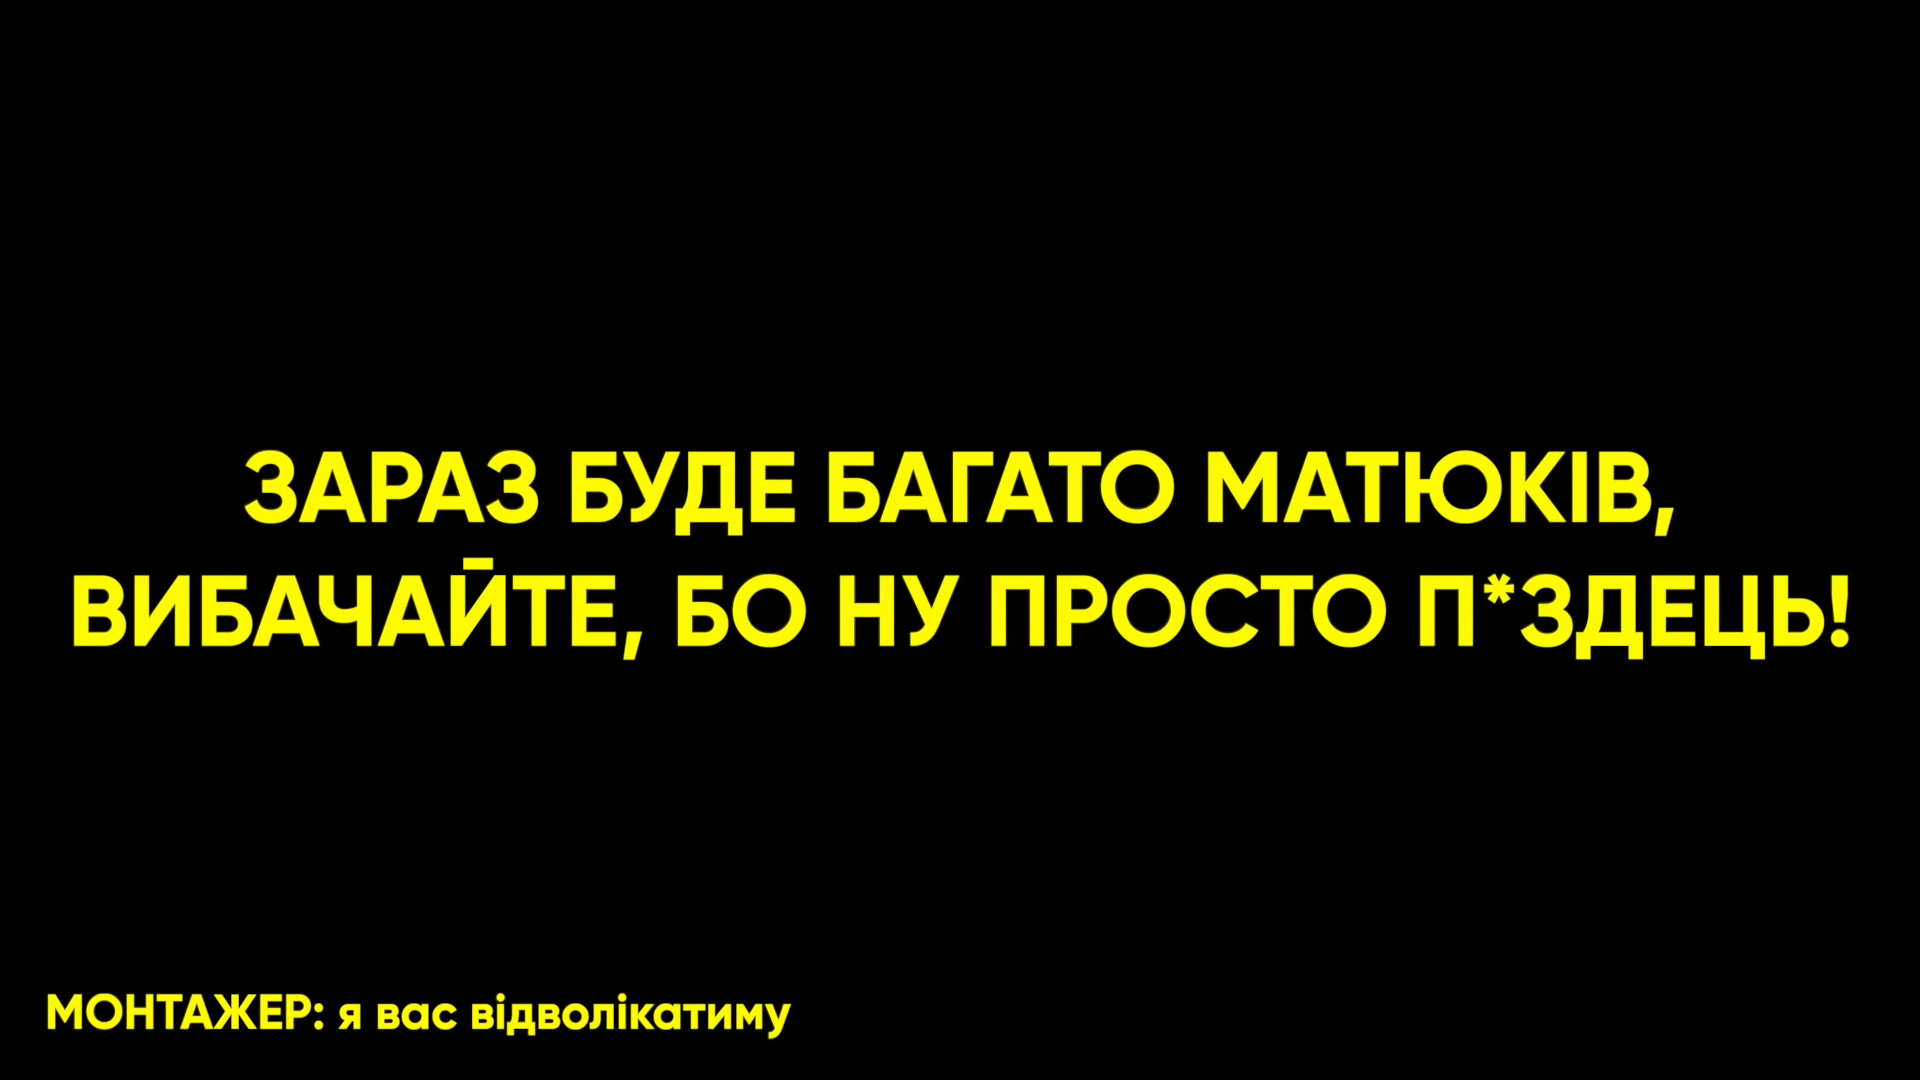 ЗАРАЗ БУДЕ БАГАТО МАТЮКІВ,
ВИБАЧАЙТЕ, БО НУ ПРОСТО П*ЗДЕЦЬ!
МОНТАЖЕР: я вас відволікатиму